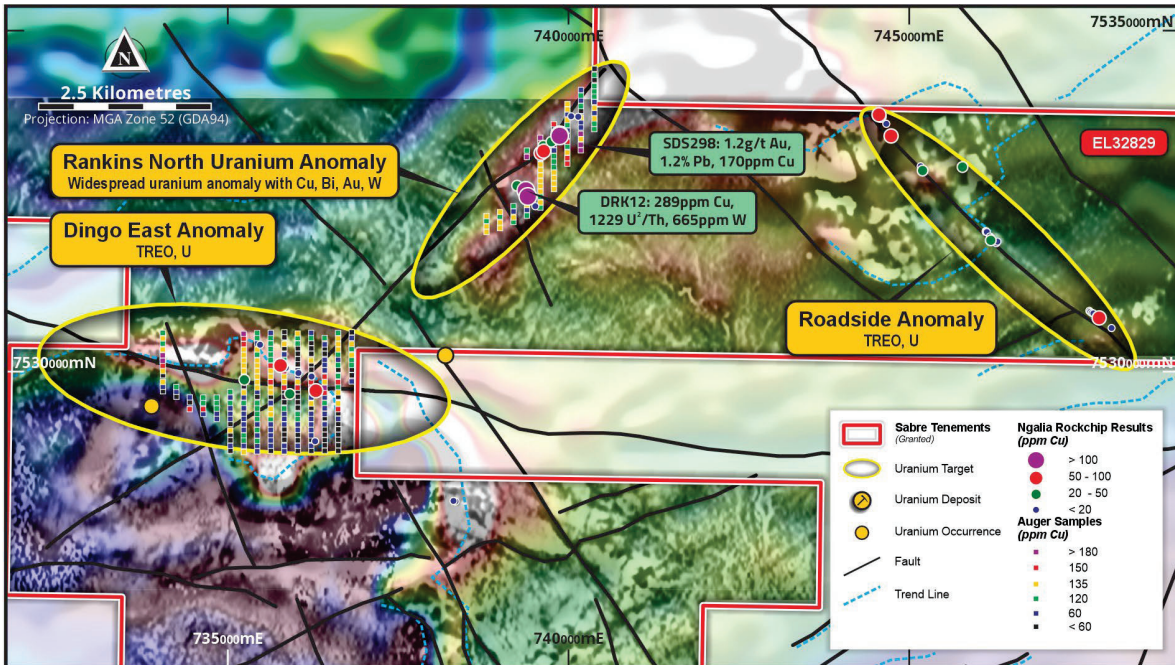 740000mE
745000mE
7535000mN
N
2.5 Kilometres
Projection: MGA Zone 52 (GDA94)
EL32829
SDS298: 1.2g/t Au,
1.2% Pb, 170ppm Cu
Rankins North Uranium Anomaly
Widespread uranium anomaly with Cu, Bi, Au, W
DRK12: 289ppm Cu,
1229 U²/Th, 665ppm W
Dingo East Anomaly
TREO, U
Roadside Anomaly
TREO, U
7530000mN
7530000mN
Sabre Tenements
(Granted)
Uranium Target
Uranium Deposit
Uranium Occurrence
Fault
Trend Line
Ngalia Rockchip Results
(ppm Cu)
> 100
50 - 100
20 - 50
< 20
Auger Samples
(ppm Cu)
> 180
150
135
120
60
< 60
735000mE
740000mE